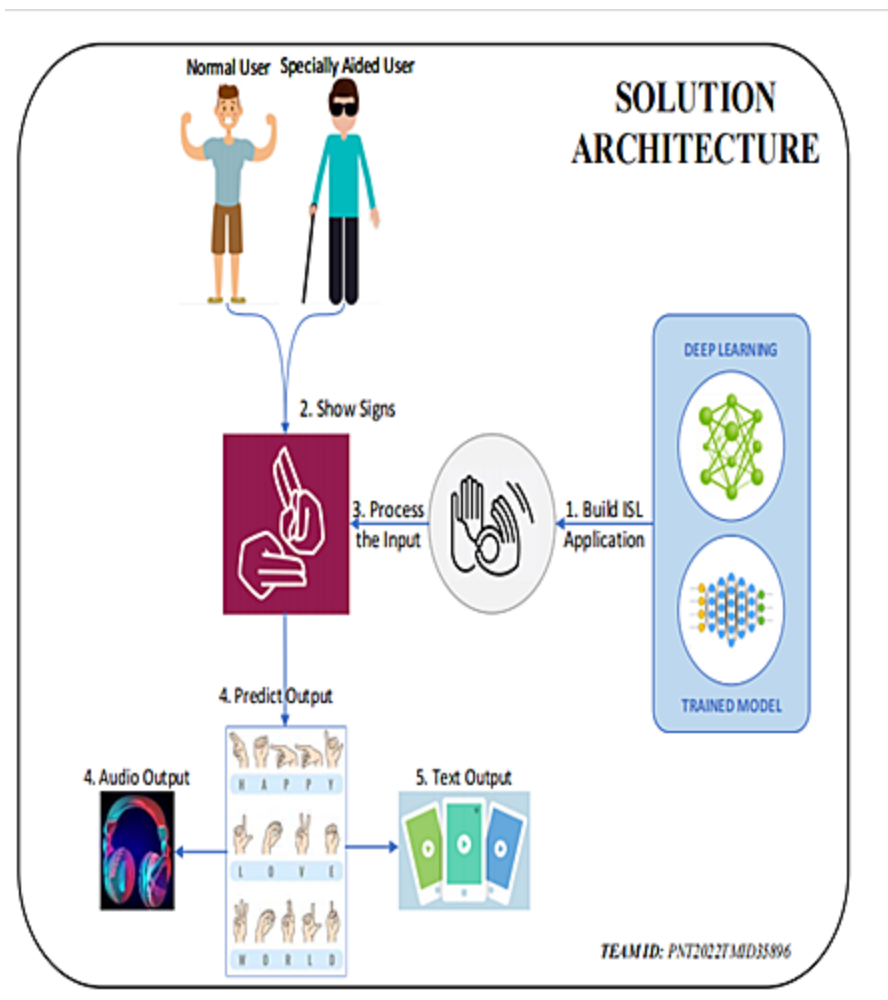 Normal User
Specially Aided User
SOLUTION
ARCHITECTURE
DEEP LEARNING
2. Show Signs
3. Process
the Input
1. Build ISL
Application
TRAINED MODEL
4. Predict Output
H A P P Y
4. Audio Output
5. Text Output
L O V E
W O R L D
TEAM ID: PNT2022TMID35896